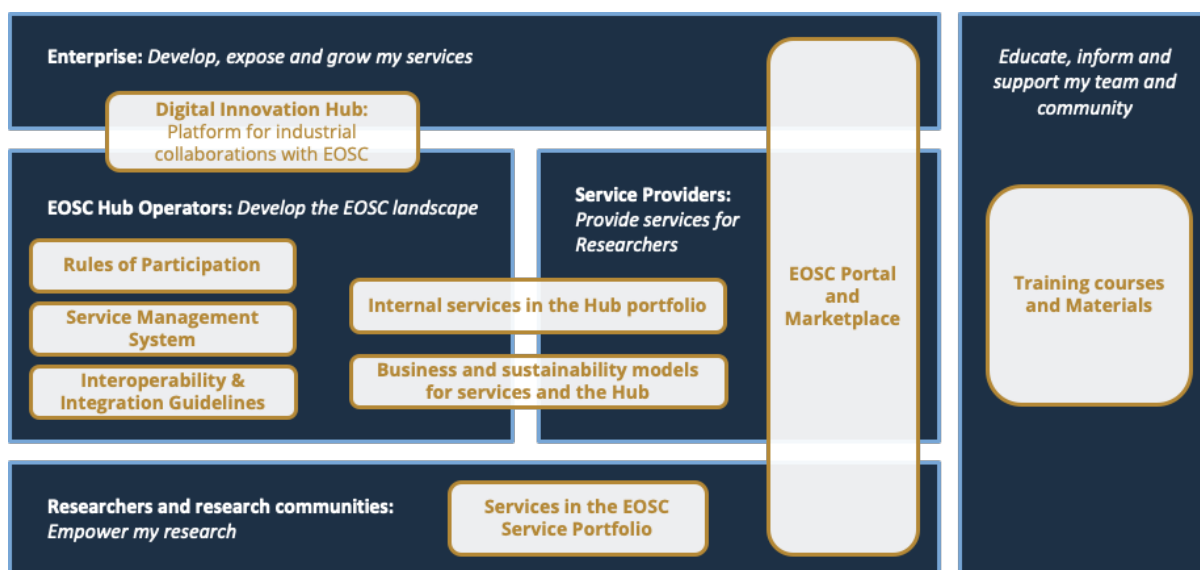 Enterprise: Develop, expose and grow my services
Digital Innovation Hub:
Platform for industrial
collaborations with EOSC
EOSC Hub Operators: Develop the EOSC landscape
Rules of Participation
Service Management
System
Interoperability &
Integration Guidelines
Service Providers:
Provide services for
Researchers
Internal services in the Hub portfolio
Business and sustainability models
for services and the Hub
EOSC Portal
and
Marketplace
Researchers and research communities:
Empower my research
Services in the EOSC
Service Portfolio
Educate, inform and
support my team and
community
Training courses
and Materials